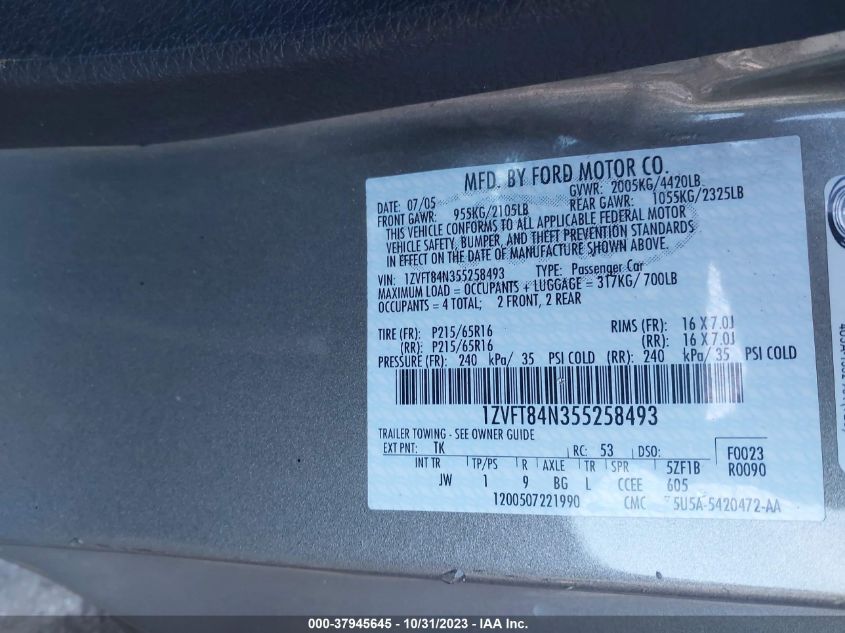 MFD. BY FORD MOTOR CO.
DATE: 07/05 GVWR: 2005KG/4420LB
FRONT GAWR: 955KG/2105LB REAR GAWR: 1055KG/2325LB
THIS VEHICLE CONFORMS TO ALL APPLICABLE FEDERAL MOTOR
VEHICLE SAFETY, BUMPER, AND THEFT PREVENTION STANDARDS
IN EFFECT ON THE DATE OF MANUFACTURE SHOWN ABOVE.
VIN: 1ZVFT84N355258493 TYPE: Passenger Car
MAXIMUM LOAD = OCCUPANTS + LUGGAGE = 317KG/ 700LB
OCCUPANTS = 4 TOTAL; 2 FRONT, 2 REAR
TIRE (FR): P215/65R16 RIMS (FR): 16 X 7.0J
(RR): P215/65R16 (RR): 16 X 7.0J
PRESSURE (FR): 240 kPa/ 35 PSI COLD (RR): 240 kPa/ 35 PSI COLD
1ZVFT84N355258493
TRAILER TOWING - SEE OWNER GUIDE
EXT PNT: TK RC: 53 DSO: F0023
INT TR TP/PS R AXLE TR SPR 5ZF1B R0090
JW 1 9 BG L CCEE 605
1200507221990 CMC 5U5A-5420472-AA
000-37945645 - 10/31/2023 - © IAA Inc.